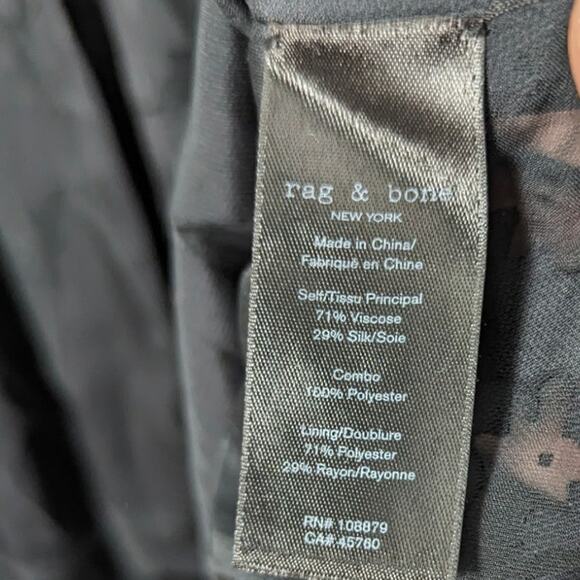 rag & bone
NEW YORK
Made in China/
Fabriqué en Chine
Self/Tissu Principal
71% Viscose
29% Silk/Soie
Combo
100% Polyester
Lining/Doublure
71% Polyester
29% Rayon/Rayonne
RN# 108879
CA# 45760